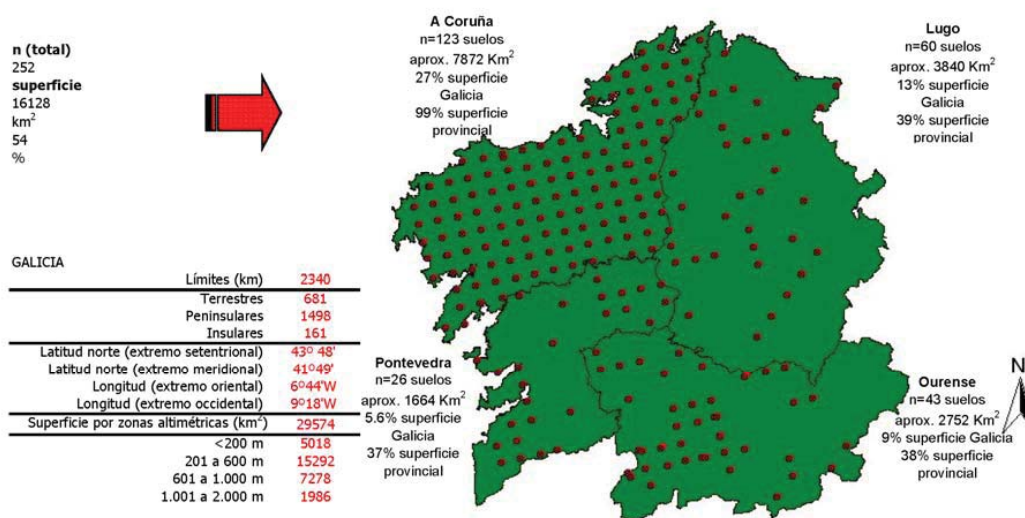 n (total)
252
superficie
16128
km²
54
%
A Coruña
n=123 suelos
aprox. 7872 Km²
27% superficie
Galicia
99% superficie
provincial
Lugo
n=60 suelos
aprox. 3840 Km²
13% superficie
Galicia
39% superficie
provincial
GALICIA
Límites (km) 2340
Terrestres 681
Peninsulares 1498
Insulares 161
Latitud norte (extremo setentrional) 43º 48'
Latitud norte (extremo meridional) 41º49'
Longitud (extremo oriental) 6º44'W
Longitud (extremo occidental) 9º18'W
Superficie por zonas altimétricas (km²) 29574
<200 m 5018
201 a 600 m 15292
601 a 1.000 m 7278
1.001 a 2.000 m 1986
Pontevedra
n=26 suelos
aprox. 1664 Km²
5.6% superficie
Galicia
37% superficie
provincial
Ourense
n=43 suelos
aprox. 2752 Km²
9% superficie Galicia
38% superficie
provincial
N